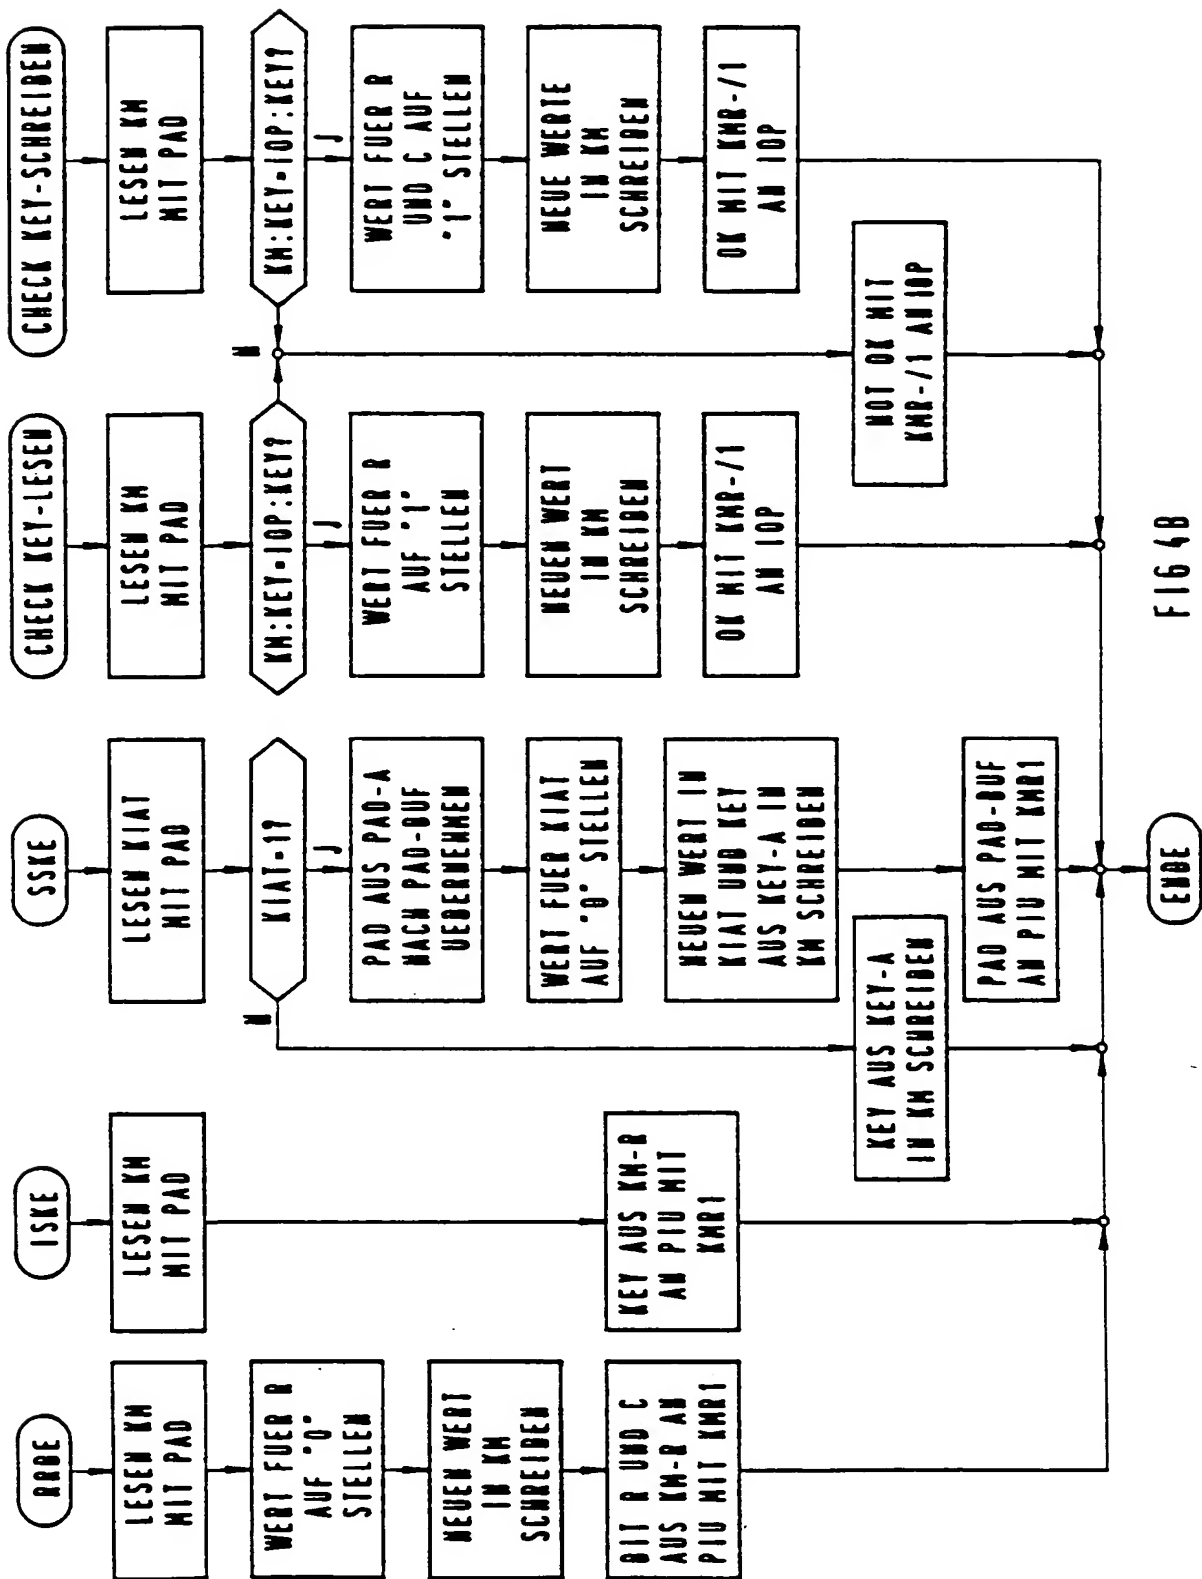 RRBE
LESEN KM
MIT PAD
WERT FUER R
AUF "0"
STELLEN
NEUEN WERT
IN KM
SCHREIBEN
BIT R UND C
AUS KM-R AN
PIU MIT KMR1
ISKE
LESEN KM
MIT PAD
KEY AUS KM-R
AN PIU MIT
KMR1
SSKE
LESEN KIAT
MIT PAD
KIAT=1?
N
J
PAD AUS PAD-A
NACH PAD-BUF
UEBERNEHMEN
WERT FUER KIAT
AUF "0" STELLEN
NEUEN WERT IN
KIAT UND KEY
AUS KEY-A IN
KM SCHREIBEN
KEY AUS KEY-A
IN KM SCHREIBEN
PAD AUS PAD-BUF
AN PIU MIT KMR1
ENDE
CHECK KEY-LESEN
LESEN KM
MIT PAD
KM:KEY=IOP:KEY?
J
WERT FUER R
AUF "1"
STELLEN
NEUEN WERT
IN KM
SCHREIBEN
OK MIT KMR-/1
AN IOP
N
NOT OK MIT
KMR-/1 AN IOP
CHECK KEY-SCHREIBEN
LESEN KM
MIT PAD
KM:KEY=IOP:KEY?
J
WERT FUER R
UND C AUF
"1" STELLEN
NEUE WERTE
IN KM
SCHREIBEN
OK MIT KMR-/1
AN IOP
FIG 4B